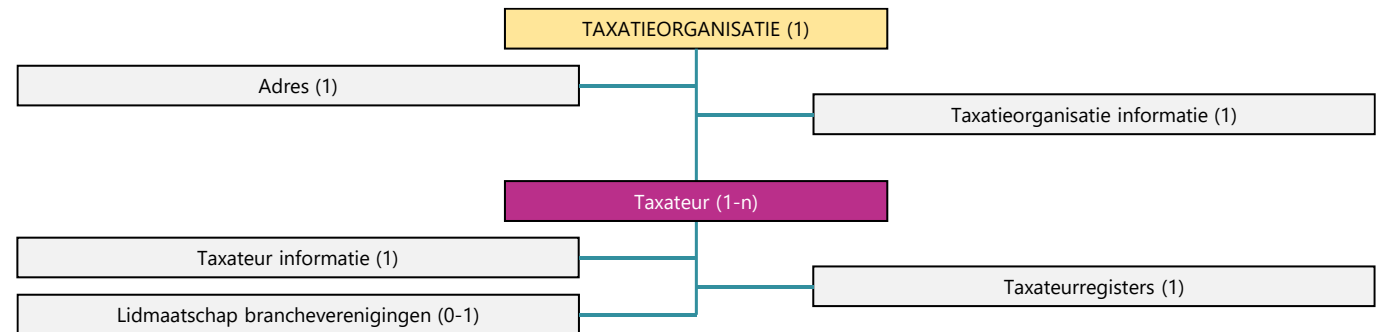 TAXATIEORGANISATIE (1)
Adres (1)
Taxatieorganisatie informatie (1)
Taxateur (1-n)
Taxateur informatie (1)
Taxateurregisters (1)
Lidmaatschap brancheverenigingen (0-1)